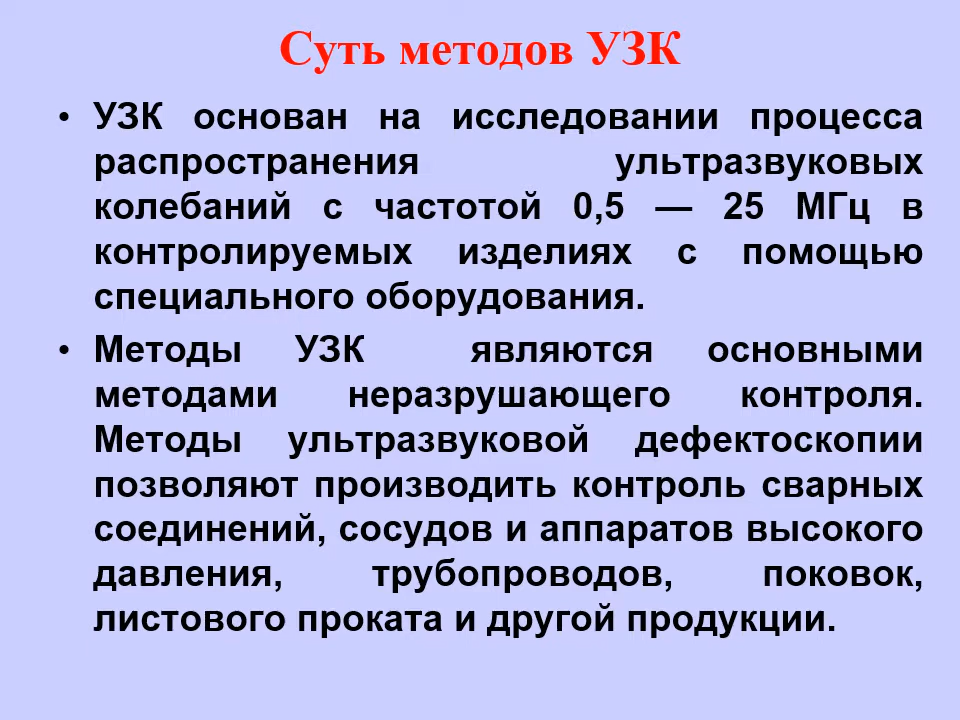 Суть методов УЗК
• УЗК основан на исследовании процесса
распространения ультразвуковых
колебаний с частотой 0,5 — 25 МГц в
контролируемых изделиях с помощью
специального оборудования.
• Методы УЗК являются основными
методами неразрушающего контроля.
Методы ультразвуковой дефектоскопии
позволяют производить контроль сварных
соединений, сосудов и аппаратов высокого
давления, трубопроводов, поковок,
листового проката и другой продукции.